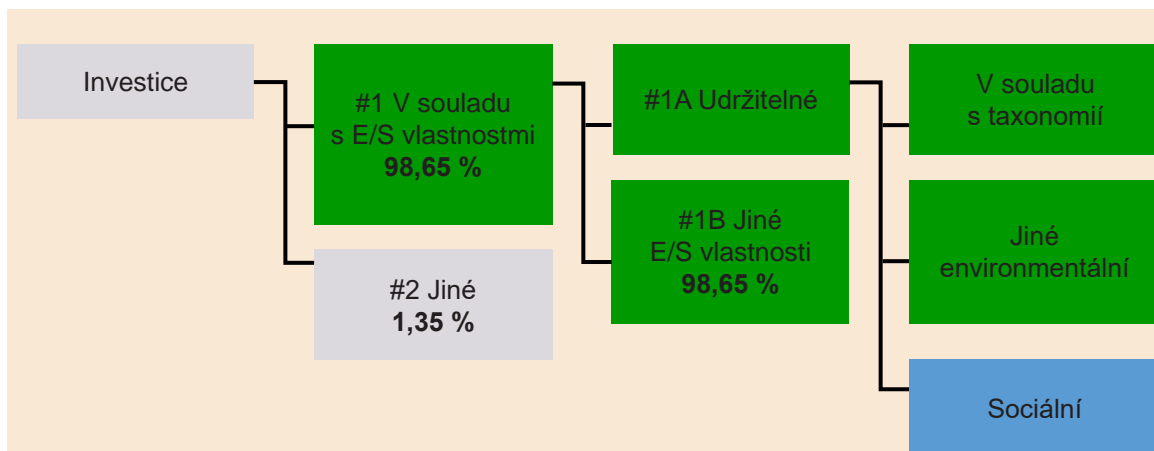 Investice
#1 V souladu
s E/S vlastnostmi
98,65 %
#2 Jiné
1,35 %
#1A Udržitelné
#1B Jiné
E/S vlastnosti
98,65 %
V souladu
s taxonomií
Jiné
environmentální
Sociální